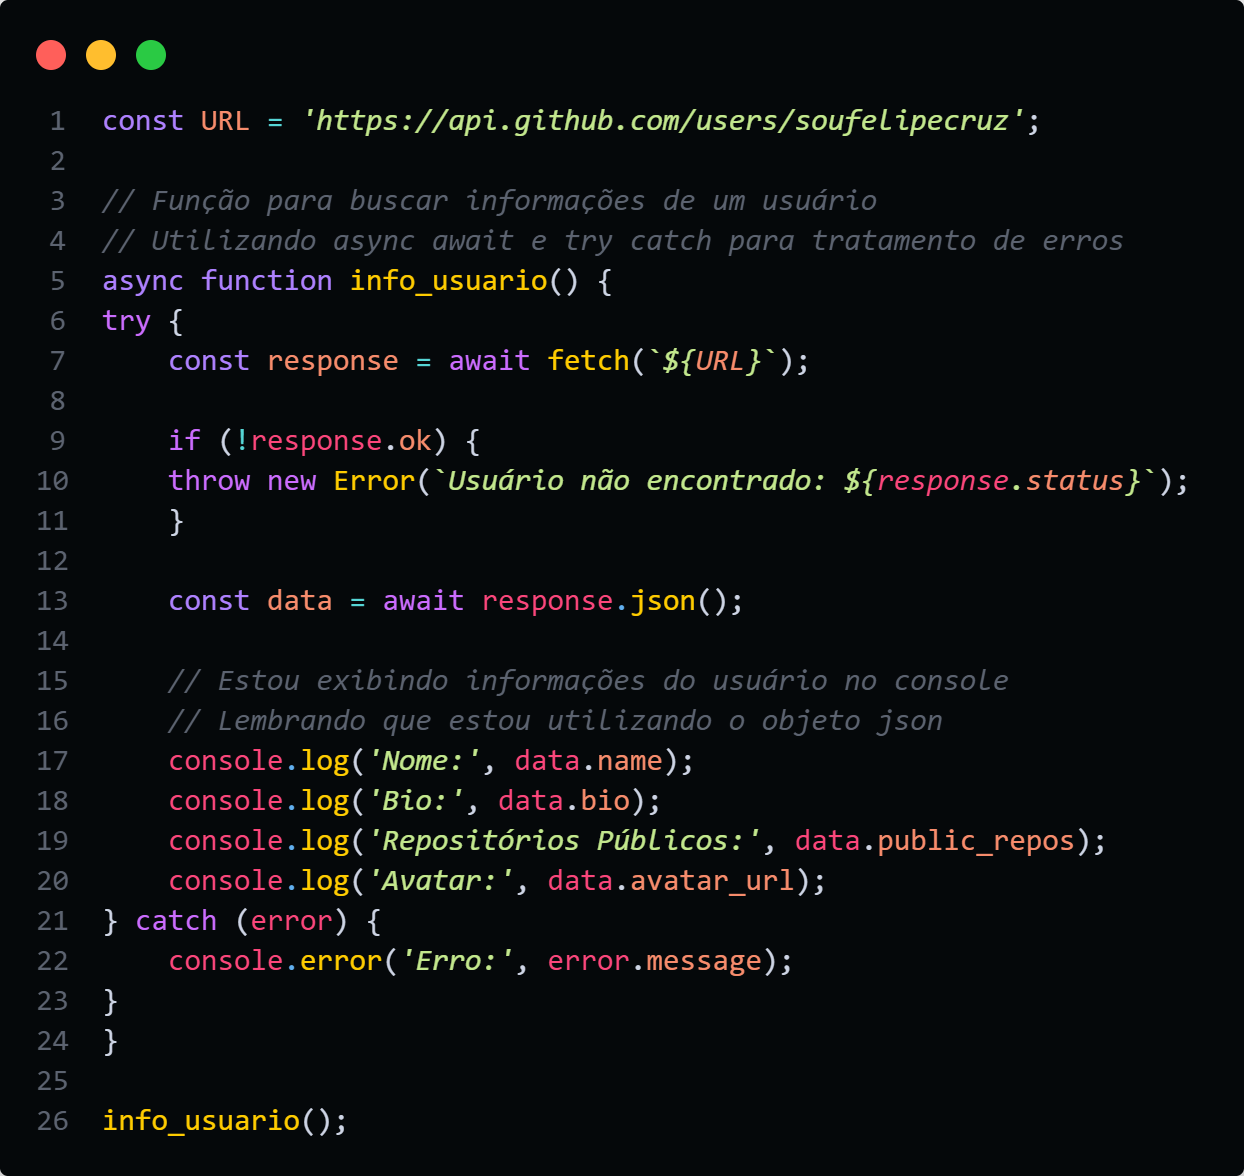 1 const URL = 'https://api.github.com/users/soufelipecruz';
2
3 // Função para buscar informações de um usuário
4 // Utilizando async await e try catch para tratamento de erros
5 async function info_usuario() {
6 try {
7     const response = await fetch(`${URL}`);
8
9     if (!response.ok) {
10     throw new Error(`Usuário não encontrado: ${response.status}`);
11     }
12
13     const data = await response.json();
14
15     // Estou exibindo informações do usuário no console
16     // Lembrando que estou utilizando o objeto json
17     console.log('Nome:', data.name);
18     console.log('Bio:', data.bio);
19     console.log('Repositórios Públicos:', data.public_repos);
20     console.log('Avatar:', data.avatar_url);
21 } catch (error) {
22     console.error('Erro:', error.message);
23 }
24 }
25
26 info_usuario();